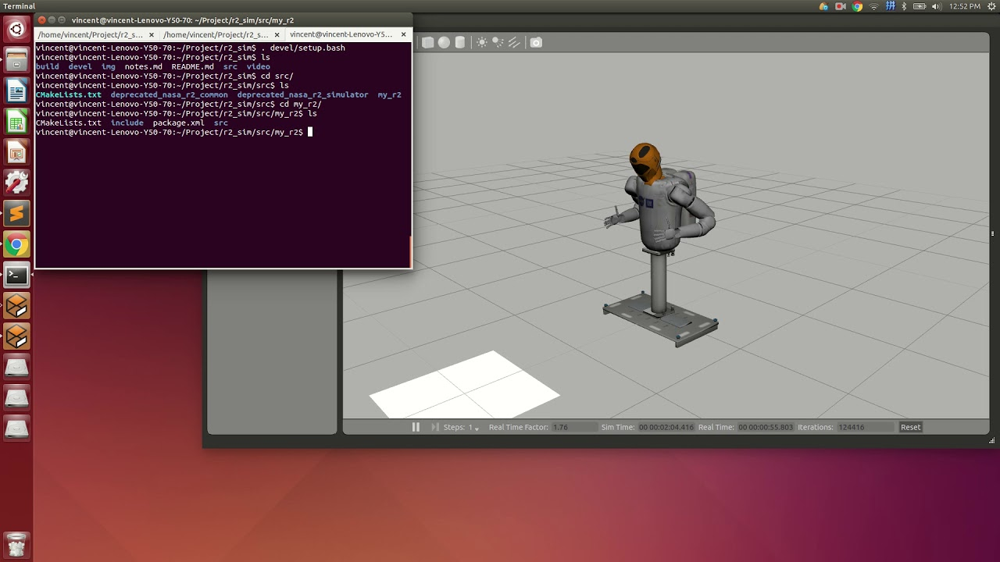 Terminal
12:52 PM
vincent@vincent-Lenovo-Y50-70: ~/Project/r2_sim/src/my_r2
/home/vincent/Project/r2_s... × /home/vincent/Project/r2_s... × vincent@vincent-Lenovo-Y5... ×
vincent@vincent-Lenovo-Y50-70:~/Project/r2_sim$ . devel/setup.bash
vincent@vincent-Lenovo-Y50-70:~/Project/r2_sim$ ls
build devel img notes.md README.md src video
vincent@vincent-Lenovo-Y50-70:~/Project/r2_sim$ cd src/
vincent@vincent-Lenovo-Y50-70:~/Project/r2_sim/src$ ls
CMakeLists.txt deprecated_nasa_r2_common deprecated_nasa_r2_simulator my_r2
vincent@vincent-Lenovo-Y50-70:~/Project/r2_sim/src$ cd my_r2/
vincent@vincent-Lenovo-Y50-70:~/Project/r2_sim/src/my_r2$ ls
CMakeLists.txt include package.xml src
vincent@vincent-Lenovo-Y50-70:~/Project/r2_sim/src/my_r2$
Steps: 1 Real Time Factor: 1.76 Sim Time: 00 00:02:04.416 Real Time: 00 00:00:55.803 Iterations: 124416 Reset